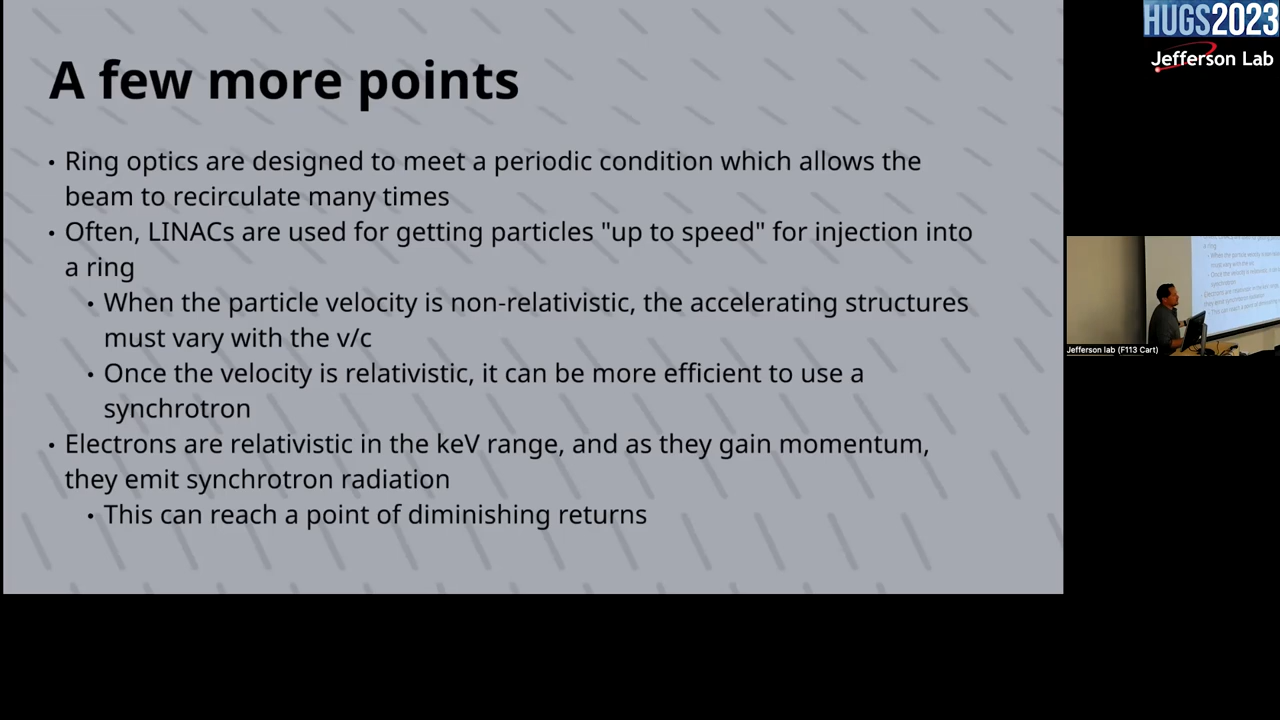 HUGS2023
Jefferson Lab
A few more points
• Ring optics are designed to meet a periodic condition which allows the
beam to recirculate many times
• Often, LINACs are used for getting particles "up to speed" for injection into
a ring
• When the particle velocity is non-relativistic, the accelerating structures
must vary with the v/c
• Once the velocity is relativistic, it can be more efficient to use a
synchrotron
• Electrons are relativistic in the keV range, and as they gain momentum,
they emit synchrotron radiation
• This can reach a point of diminishing returns
Jefferson lab (F113 Cart)